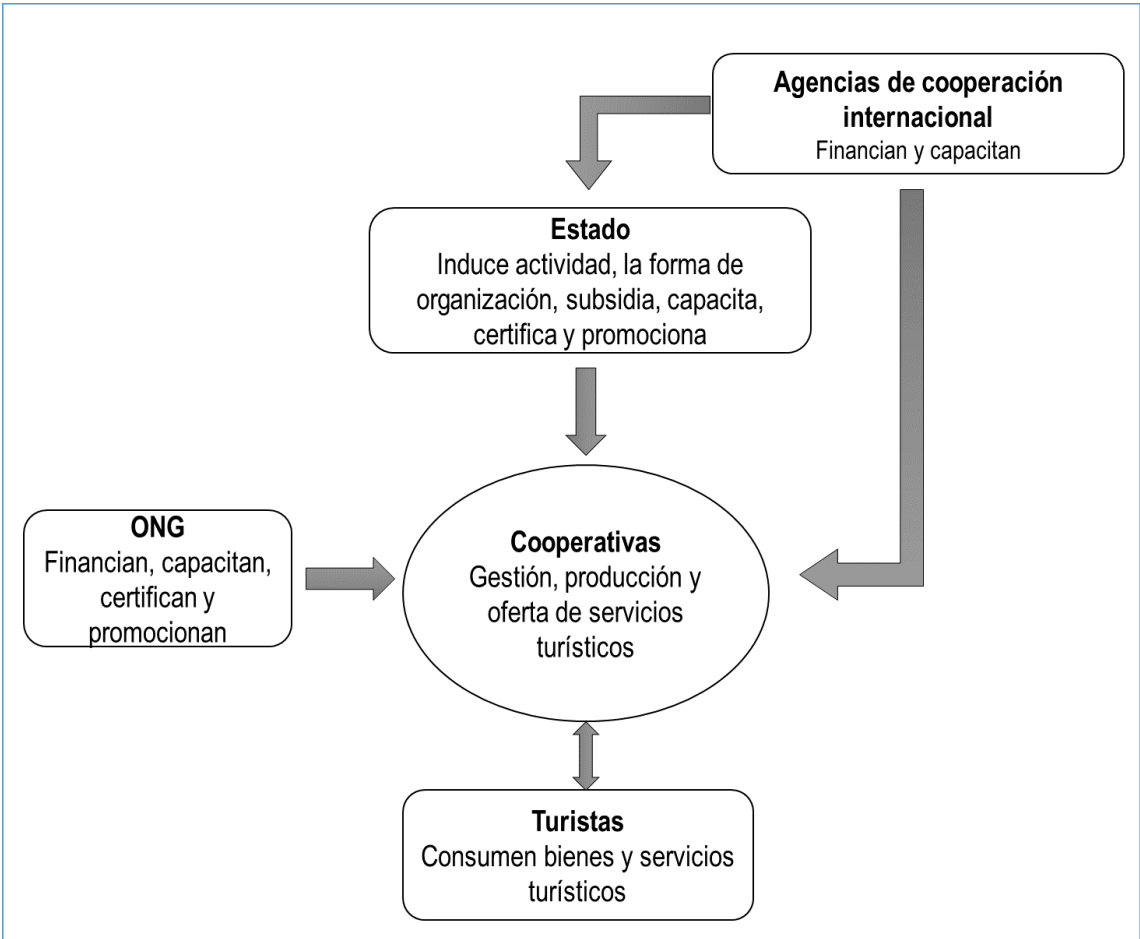 Agencias de cooperación
internacional
Financian y capacitan
Estado
Induce actividad, la forma de
organización, subsidia, capacita,
certifica y promociona
ONG
Financian, capacitan,
certifican y
promocionan
Cooperativas
Gestión, producción y
oferta de servicios
turísticos
Turistas
Consumen bienes y servicios
turísticos